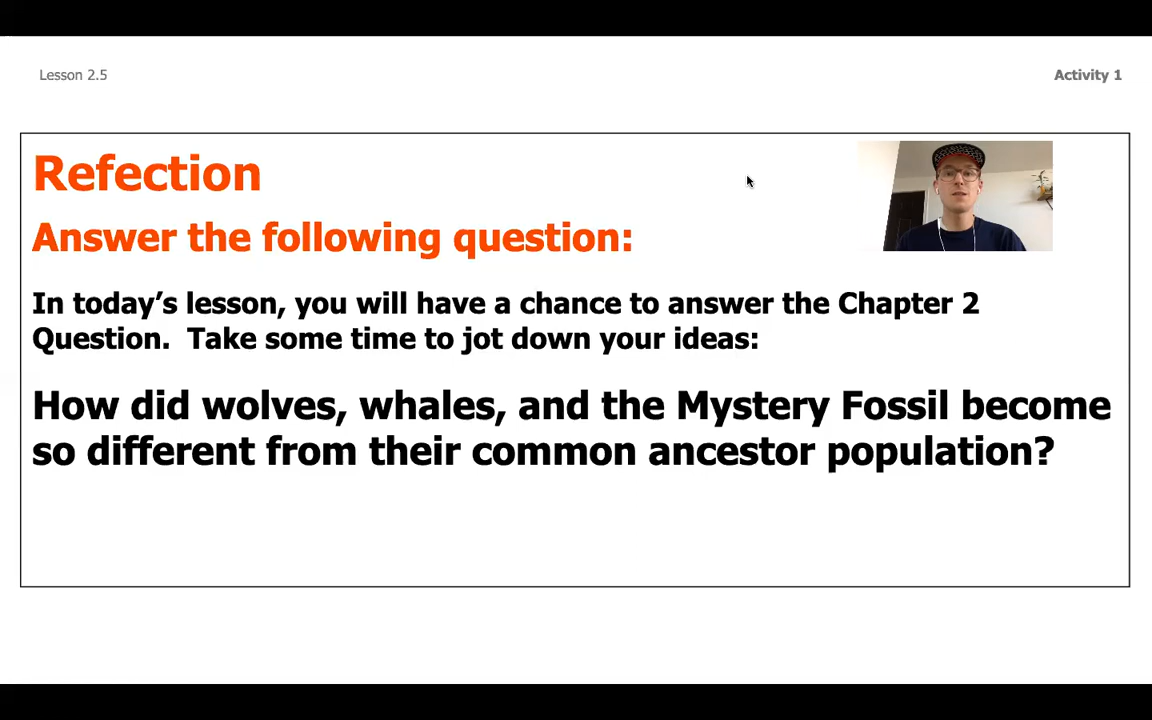 Lesson 2.5
Activity 1
Refection
Answer the following question:
In today’s lesson, you will have a chance to answer the Chapter 2
Question.  Take some time to jot down your ideas:
How did wolves, whales, and the Mystery Fossil become
so different from their common ancestor population?